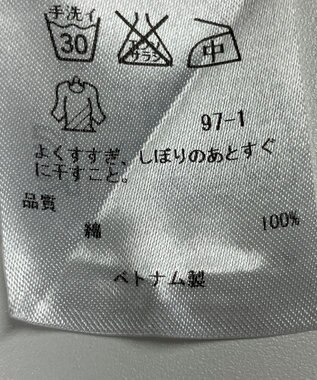 手洗イ
30
エンソ
サラシ
中
97-1
よくすすぎ、しぼりのあとすぐ
に干すこと。
品質
綿 100%
ベトナム製